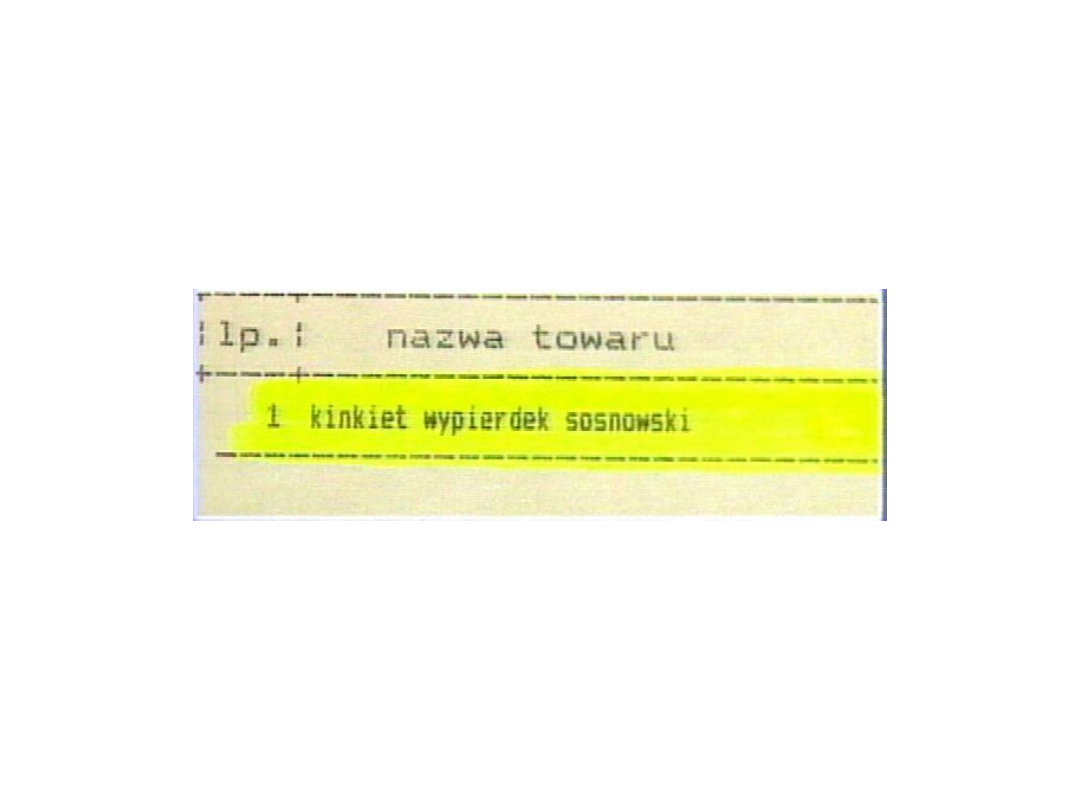 lp. nazwa towaru
1 kinkiet wypierdek sosnowski